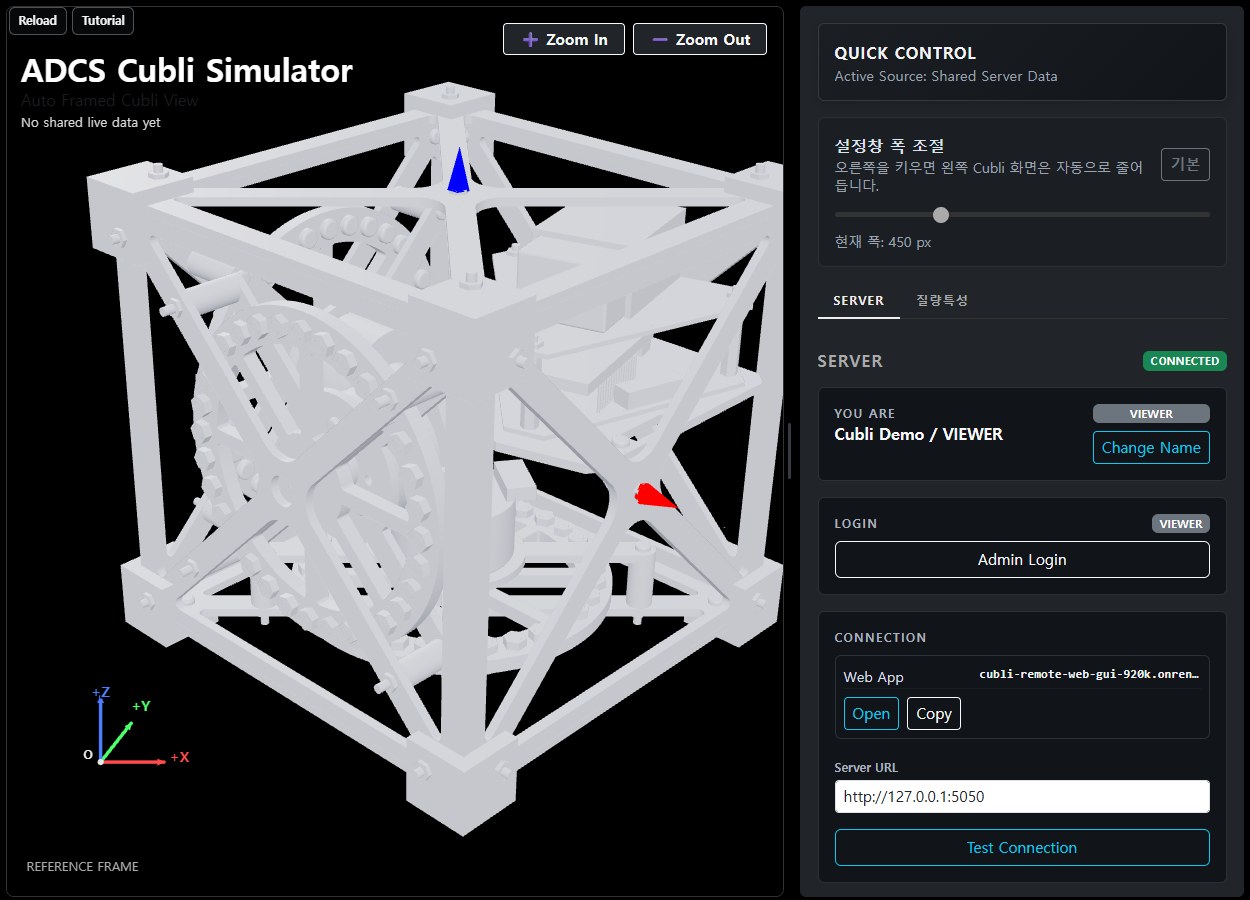 Reload
Tutorial
Zoom In
Zoom Out
ADCS Cubli Simulator
Auto Framed Cubli View
No shared live data yet
+Z
+Y
O
+X
REFERENCE FRAME
QUICK CONTROL
Active Source: Shared Server Data
설정창 폭 조절
오른쪽을 키우면 왼쪽 Cubli 화면은 자동으로 줄어
듭니다.
기본
현재 폭: 450 px
SERVER
질량특성
SERVER
CONNECTED
YOU ARE
VIEWER
Cubli Demo / VIEWER
Change Name
LOGIN
VIEWER
Admin Login
CONNECTION
Web App
cubli-remote-web-gui-920k.onren…
Open
Copy
Server URL
http://127.0.0.1:5050
Test Connection